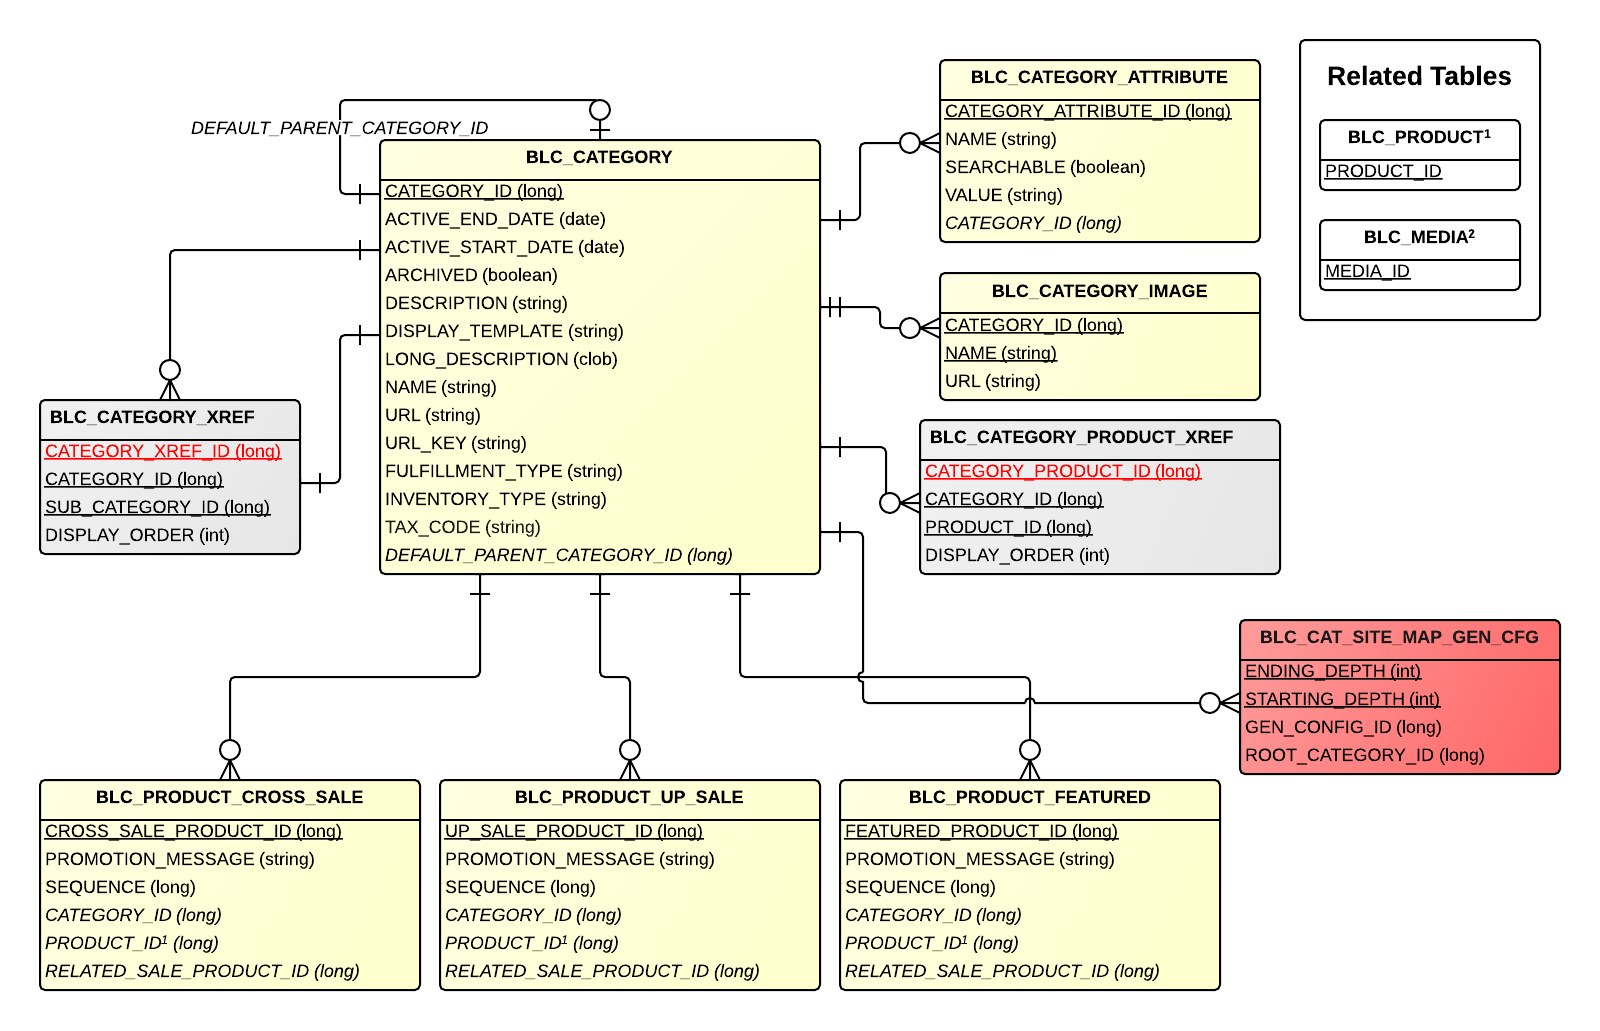 DEFAULT_PARENT_CATEGORY_ID
BLC_CATEGORY
CATEGORY_ID (long)
ACTIVE_END_DATE (date)
ACTIVE_START_DATE (date)
ARCHIVED (boolean)
DESCRIPTION (string)
DISPLAY_TEMPLATE (string)
LONG_DESCRIPTION (clob)
NAME (string)
URL (string)
URL_KEY (string)
FULFILLMENT_TYPE (string)
INVENTORY_TYPE (string)
TAX_CODE (string)
DEFAULT_PARENT_CATEGORY_ID (long)
BLC_CATEGORY_ATTRIBUTE
CATEGORY_ATTRIBUTE_ID (long)
NAME (string)
SEARCHABLE (boolean)
VALUE (string)
CATEGORY_ID (long)
Related Tables
BLC_PRODUCT¹
PRODUCT_ID
BLC_MEDIA²
MEDIA_ID
BLC_CATEGORY_IMAGE
CATEGORY_ID (long)
NAME (string)
URL (string)
BLC_CATEGORY_XREF
CATEGORY_XREF_ID (long)
CATEGORY_ID (long)
SUB_CATEGORY_ID (long)
DISPLAY_ORDER (int)
BLC_CATEGORY_PRODUCT_XREF
CATEGORY_PRODUCT_ID (long)
CATEGORY_ID (long)
PRODUCT_ID (long)
DISPLAY_ORDER (int)
BLC_CAT_SITE_MAP_GEN_CFG
ENDING_DEPTH (int)
STARTING_DEPTH (int)
GEN_CONFIG_ID (long)
ROOT_CATEGORY_ID (long)
BLC_PRODUCT_CROSS_SALE
CROSS_SALE_PRODUCT_ID (long)
PROMOTION_MESSAGE (string)
SEQUENCE (long)
CATEGORY_ID (long)
PRODUCT_ID¹ (long)
RELATED_SALE_PRODUCT_ID (long)
BLC_PRODUCT_UP_SALE
UP_SALE_PRODUCT_ID (long)
PROMOTION_MESSAGE (string)
SEQUENCE (long)
CATEGORY_ID (long)
PRODUCT_ID¹ (long)
RELATED_SALE_PRODUCT_ID (long)
BLC_PRODUCT_FEATURED
FEATURED_PRODUCT_ID (long)
PROMOTION_MESSAGE (string)
SEQUENCE (long)
CATEGORY_ID (long)
PRODUCT_ID¹ (long)
RELATED_SALE_PRODUCT_ID (long)